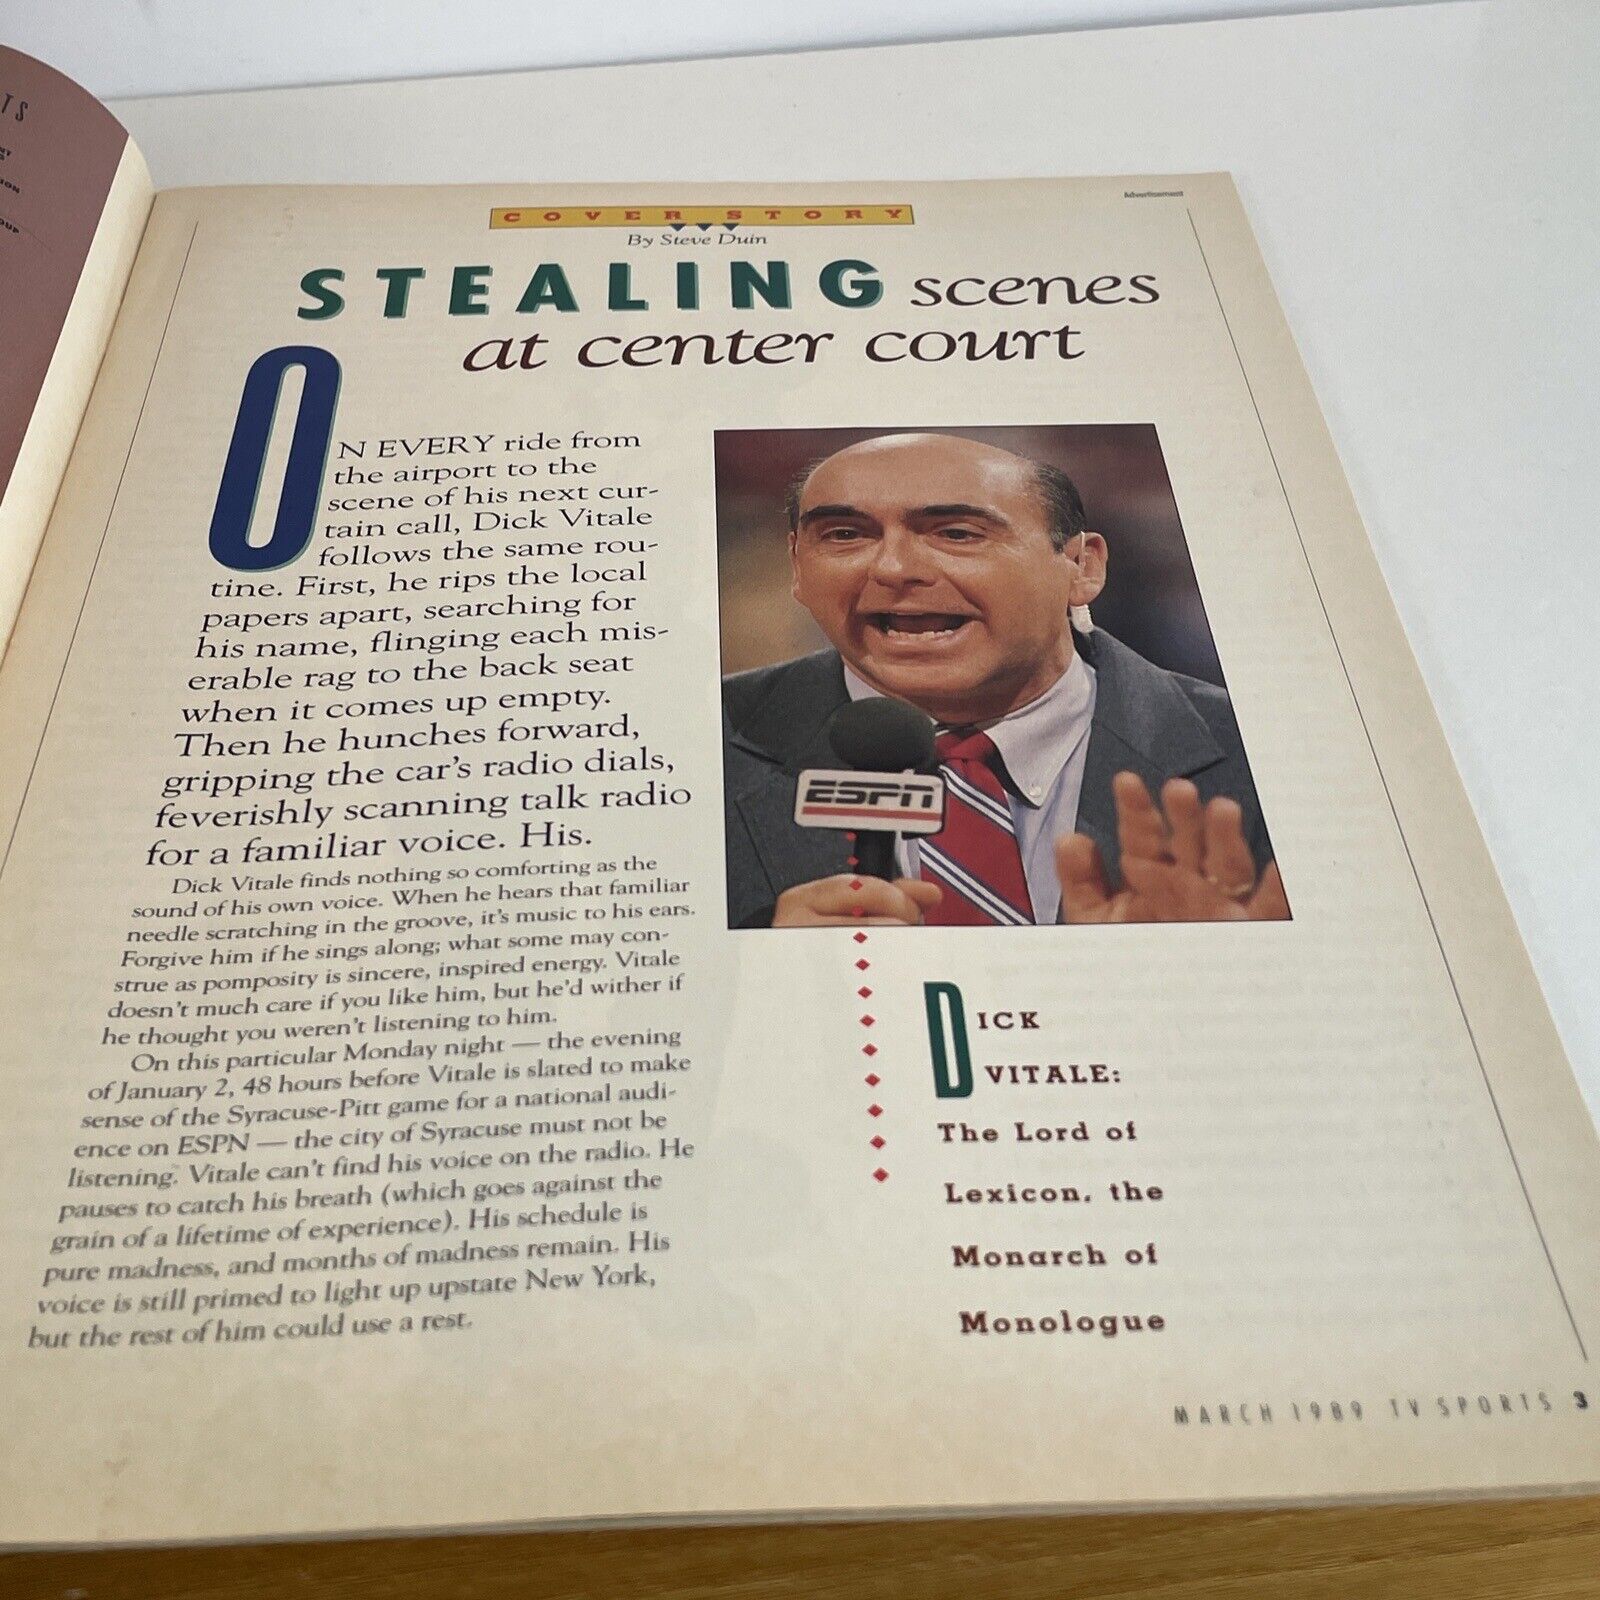 TS
ION
OUP
Advertisement
COVER STORY
By Steve Duin
STEALING scenes
at center court
ON EVERY ride from
the airport to the
scene of his next cur-
tain call, Dick Vitale
follows the same rou-
tine. First, he rips the local
papers apart, searching for
his name, flinging each mis-
erable rag to the back seat
when it comes up empty.
Then he hunches forward,
gripping the car's radio dials,
feverishly scanning talk radio
for a familiar voice. His.
Dick Vitale finds nothing so comforting as the
sound of his own voice. When he hears that familiar
needle scratching in the groove, it's music to his ears.
Forgive him if he sings along; what some may con-
strue as pomposity is sincere, inspired energy. Vitale
doesn't much care if you like him, but he'd wither if
he thought you weren't listening to him.
On this particular Monday night — the evening
of January 2, 48 hours before Vitale is slated to make
sense of the Syracuse-Pitt game for a national audi-
ence on ESPN — the city of Syracuse must not be
listening. Vitale can't find his voice on the radio. He
pauses to catch his breath (which goes against the
grain of a lifetime of experience). His schedule is
pure madness, and months of madness remain. His
voice is still primed to light up upstate New York,
but the rest of him could use a rest.
ESPN
DICK
VITALE:
The Lord of
Lexicon, the
Monarch of
Monologue
MARCH 1989 TV SPORTS 3